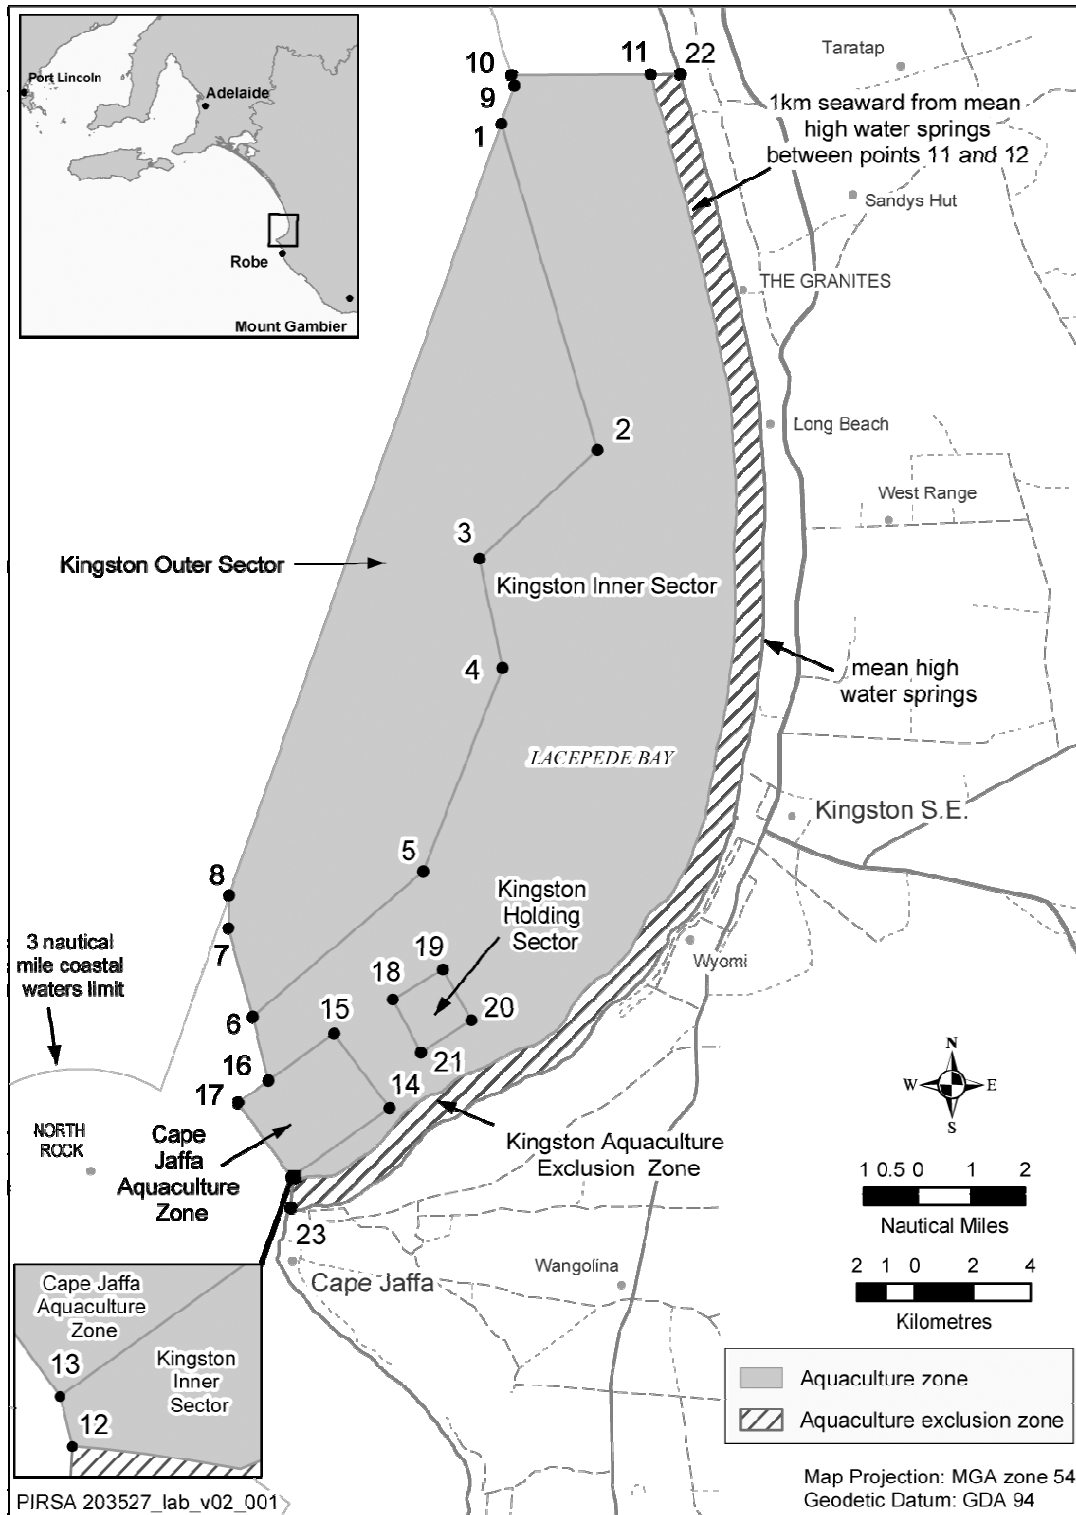 Port Lincoln
Adelaide
Robe
Mount Gambier
10
11
22
9
1
Taratap
1km seaward from mean
high water springs
between points 11 and 12
Sandys Hut
THE GRANITES
2
Long Beach
West Range
3
Kingston Outer Sector
Kingston Inner Sector
4
mean high
water springs
LACEPEDE BAY
Kingston S.E.
5
8
Kingston
Holding
Sector
7
3 nautical
mile coastal
waters limit
19
18
Wyomi
15
20
6
21
16
14
17
N
W
E
S
NORTH
ROCK
Cape
Jaffa
Aquaculture
Zone
Kingston Aquaculture
Exclusion Zone
1 0.5 0 1 2
Nautical Miles
23
Cape Jaffa
Wangolina
2 1 0 2 4
Kilometres
Cape Jaffa
Aquaculture
Zone
13
Kingston
Inner
Sector
12
Aquaculture zone
Aquaculture exclusion zone
PIRSA 203527_lab_v02_001
Map Projection: MGA zone 54
Geodetic Datum: GDA 94